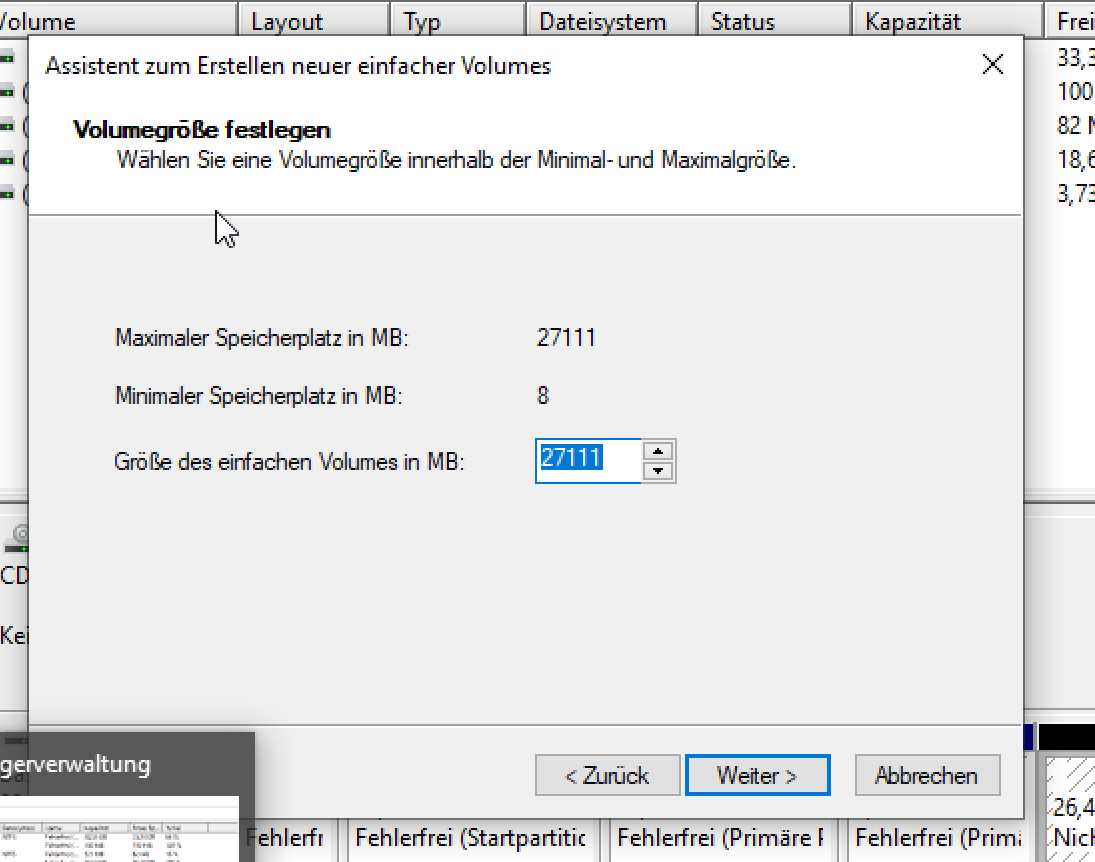 Volume Layout Typ Dateisystem Status Kapazität Frei
Assistent zum Erstellen neuer einfacher Volumes
33,3
100
Volumegröße festlegen
82 M
Wählen Sie eine Volumegröße innerhalb der Minimal- und Maximalgröße.
18,6
3,73
Maximaler Speicherplatz in MB: 27111
Minimaler Speicherplatz in MB: 8
Größe des einfachen Volumes in MB: 27111
CD
Kei
gerverwaltung
< Zurück Weiter > Abbrechen
26,4
Fehlerfr Fehlerfrei (Startpartitic Fehlerfrei (Primäre F Fehlerfrei (Primä Nich